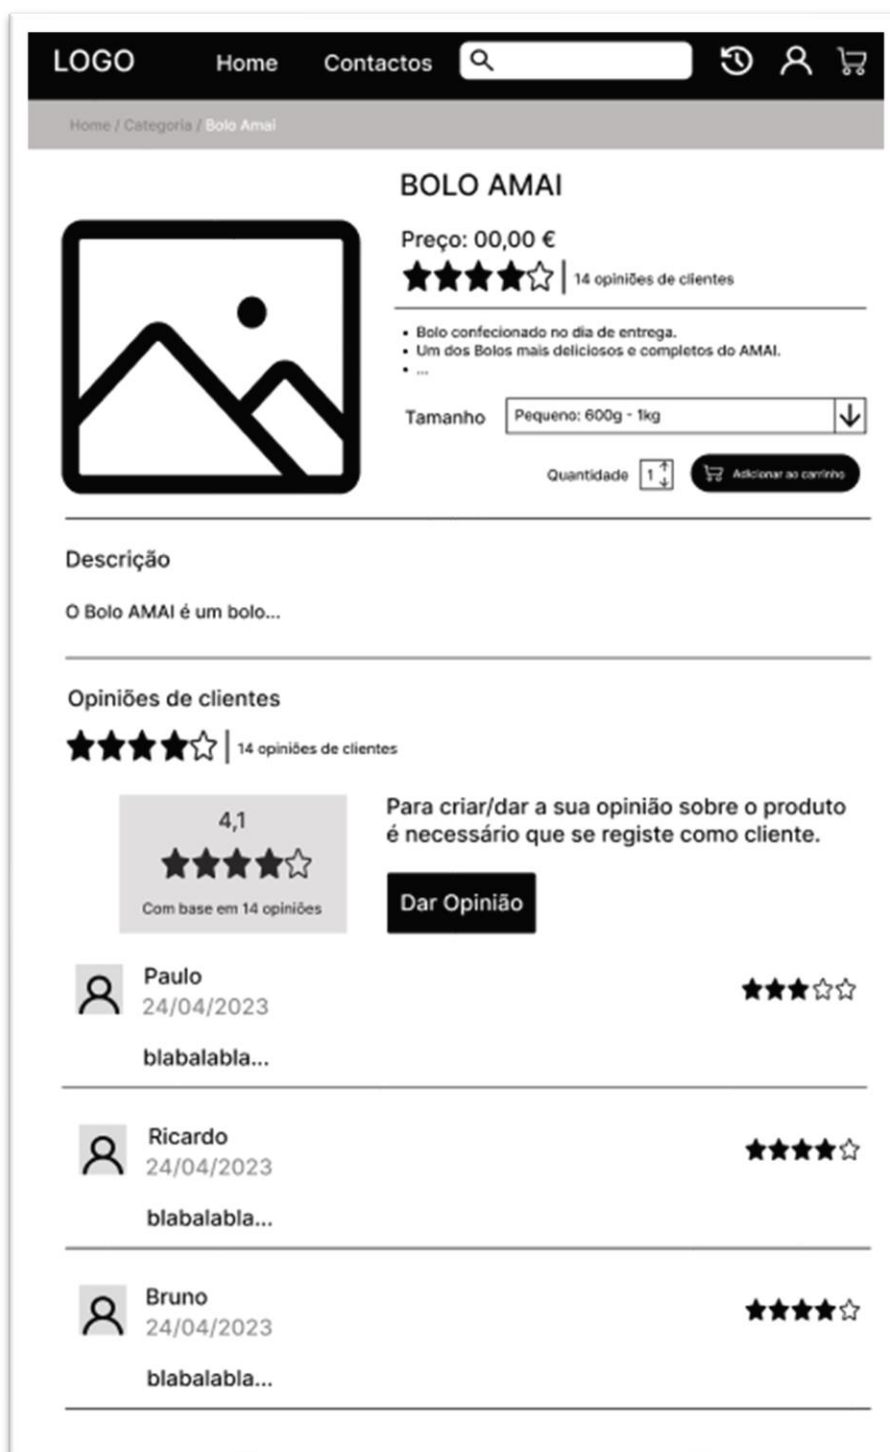 LOGO Home Contactos
Home / Categoria / Bolo Amai
BOLO AMAI
Preço: 00,00 €
14 opiniões de clientes
• Bolo confecionado no dia de entrega.
• Um dos Bolos mais deliciosos e completos do AMAI.
• ...
Tamanho Pequeno: 600g - 1kg
Quantidade 1 Adicionar ao carrinho
Descrição
O Bolo AMAI é um bolo...
Opiniões de clientes
14 opiniões de clientes
4,1
Com base em 14 opiniões
Para criar/dar a sua opinião sobre o produto
é necessário que se registe como cliente.
Dar Opinião
Paulo
24/04/2023
blabalabla...
Ricardo
24/04/2023
blabalabla...
Bruno
24/04/2023
blabalabla...